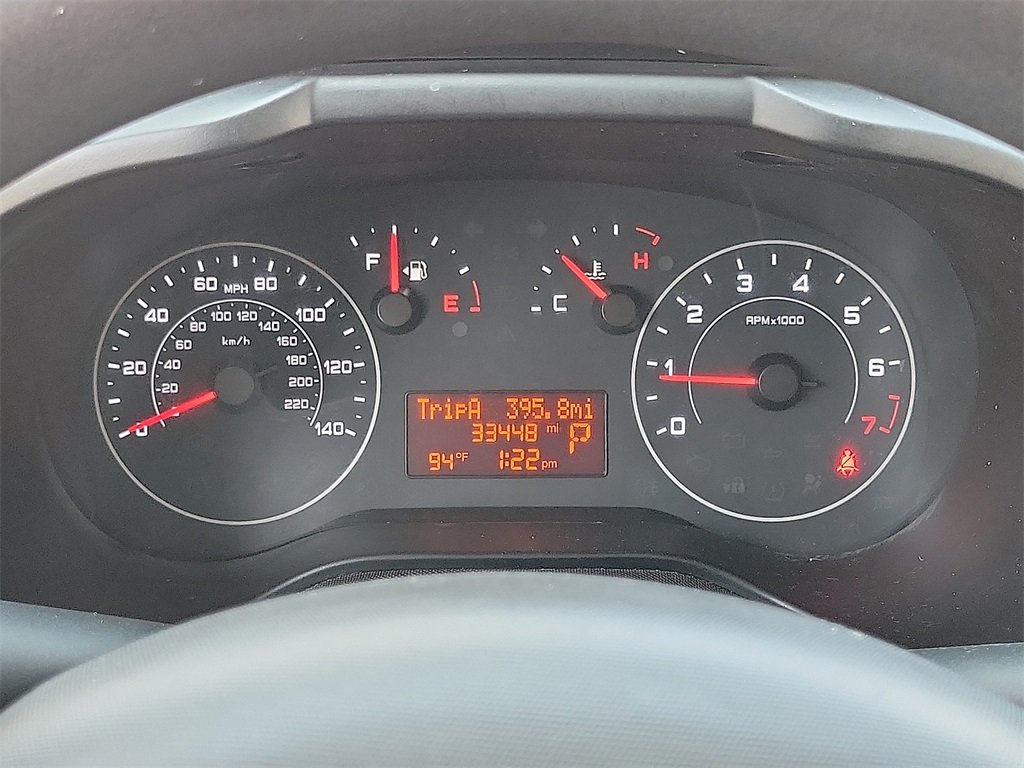 0 20 40 60 80 100 120 140
MPH
20 40 60 80 100 120 140 160 180 200 220
km/h
F E
C H
TripA 395.8mi
33448 mi P
94°F 1:22pm
0 1 2 3 4 5 6 7
RPMx1000